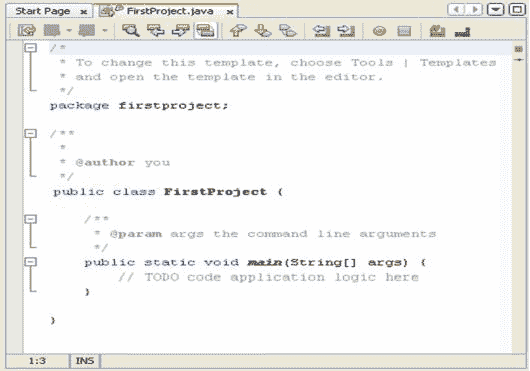 Start Page x FirstProject.java x
/*
* To change this template, choose Tools | Templates
* and open the template in the editor.
*/
package firstproject;
/**
*
* @author you
*/
public class FirstProject {
/**
* @param args the command line arguments
*/
public static void main(String[] args) {
// TODO code application logic here
}
}
1:3 INS